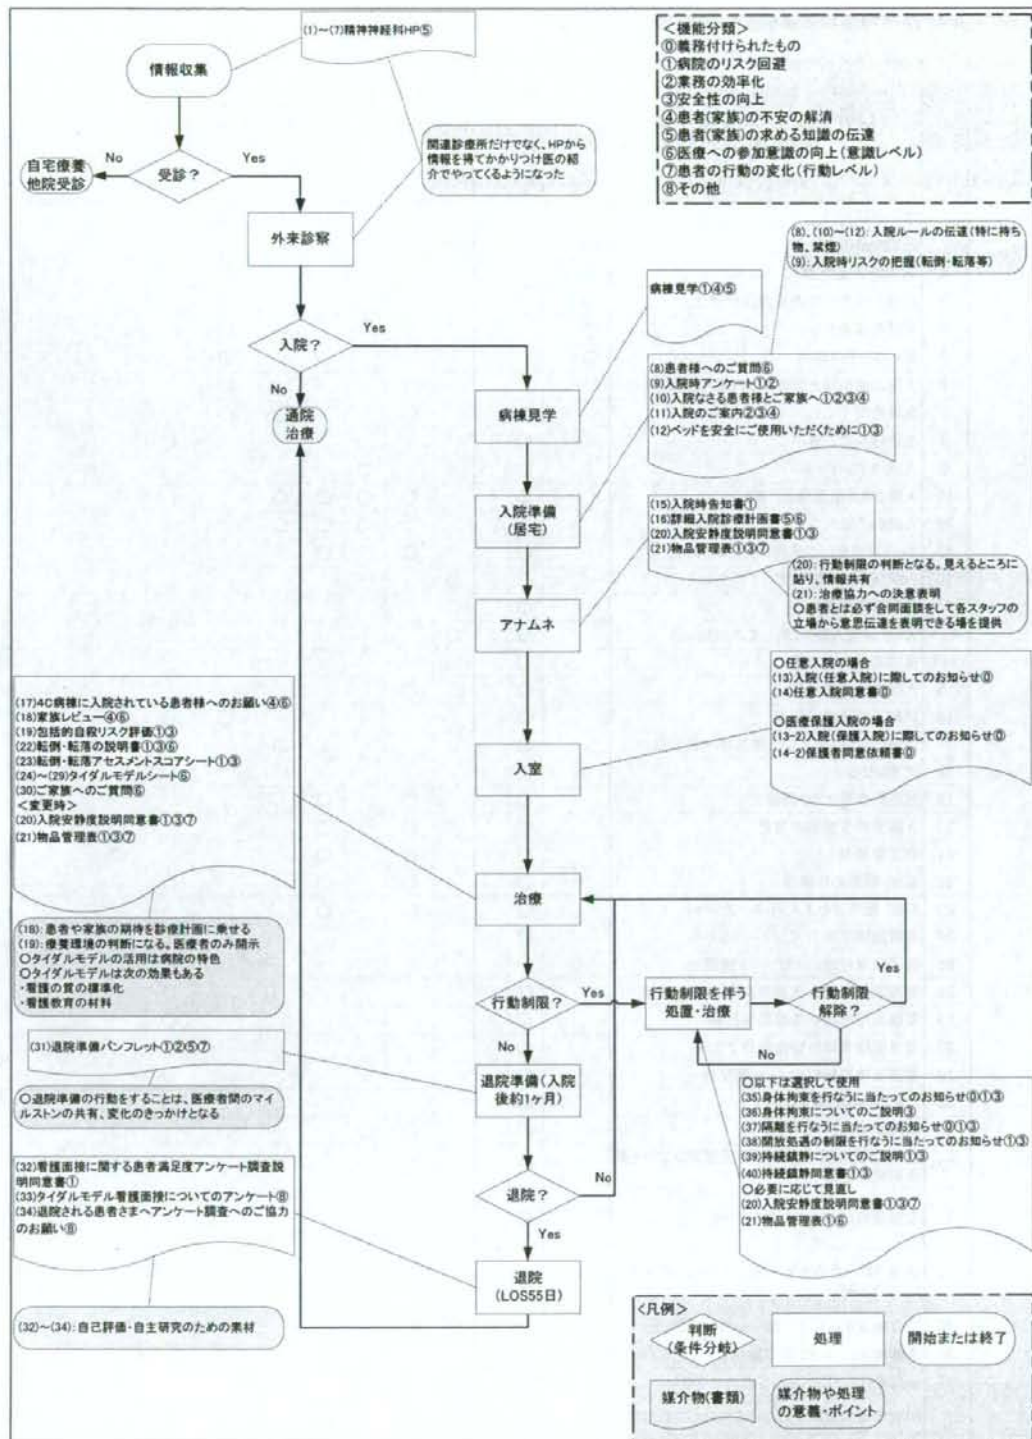 (1)～(7)精神神経科HP⑤
情報収集
<機能分類>
⓪義務付けられたもの
①病院のリスク回避
②業務の効率化
③安全性の向上
④患者(家族)の不安の解消
⑤患者(家族)の求める知識の伝達
⑥医療への参加意識の向上(意識レベル)
⑦患者の行動の変化(行動レベル)
⑧その他
関連診療所だけでなく、HPから
情報を得てかかりつけ医の紹
介でやってくるようになった
No
Yes
自宅療養
他院受診
受診？
外来診察
(8)、(10)～(12)：入院ルールの伝達(特に持ち
物、禁煙)
(9)：入院時リスクの把握(転倒・転落等)
病棟見学①④⑤
Yes
入院？
No
通院
治療
病棟見学
(8)患者様へのご質問⑥
(9)入院時アンケート①②
(10)入院なさる患者様とご家族へ①②③④
(11)入院のご案内②③④
(12)ベッドを安全にご使用いただくために①③
入院準備
(居宅)
(15)入院時告知書①
(16)詳細入院診療計画書⑤⑥
(20)入院安静度説明同意書①③
(21)物品管理表①③⑦
(20)：行動制限の判断となる。見えるところに
貼り、情報共有
(21)：治療協力への決意表明
○患者とは必ず合同面談をして各スタッフの
立場から意思伝達を表明できる場を提供
アナムネ
○任意入院の場合
(13)入院(任意入院)に際してのお知らせ⓪
(14)任意入院同意書⓪
○医療保護入院の場合
(13-2)入院(保護入院)に際してのお知らせ⓪
(14-2)保護者同意依頼書⓪
入室
(17)4C病棟に入院されている患者様へのお願い④⑥
(18)家族レビュー④⑥
(19)包括的自殺リスク評価①③
(22)転倒・転落の説明書①③⑥
(23)転倒・転落アセスメントスコアシート①③
(24)～(29)タイダルモデルシート⑥
(30)ご家族へのご質問⑥
<変更時>
(20)入院安静度説明同意書①③⑦
(21)物品管理表①③⑦
治療
(18)：患者や家族の期待を診療計画に乗せる
(19)：療養環境の判断になる。医療者のみ開示
○タイダルモデルの活用は病院の特色
○タイダルモデルは次の効果もある
・看護の質の標準化
・看護教育の材料
行動制限？
Yes
行動制限を伴う
処置・治療
行動制限
解除？
Yes
No
No
(31)退院準備パンフレット①②⑤⑦
退院準備(入院
後約1ヶ月)
○退院準備の行動をすることは、医療者間のマイ
ルストンの共有、変化のきっかけとなる
○以下は選択して使用
(35)身体拘束を行なうに当たってのお知らせ⓪①③
(36)身体拘束についてのご説明③
(37)隔離を行なうに当たってのお知らせ⓪①③
(38)開放処遇の制限を行なうに当たってのお知らせ①③
(39)持続鎮静についてのご説明①③
(40)持続鎮静同意書①③
○必要に応じて見直し
(20)入院安静度説明同意書①③⑦
(21)物品管理表①⑥
(32)看護面接に関する患者満足度アンケート調査説
明同意書①
(33)タイダルモデル看護面接についてのアンケート⑧
(34)退院される患者さまへアンケート調査へのご協力
のお願い⑧
退院？
No
Yes
退院
(LOS55日)
(32)～(34)：自己評価・自主研究のための素材
<凡例>
判断
(条件分岐)
処理
開始または終了
媒介物(書類)
媒介物や処理
の意義・ポイント